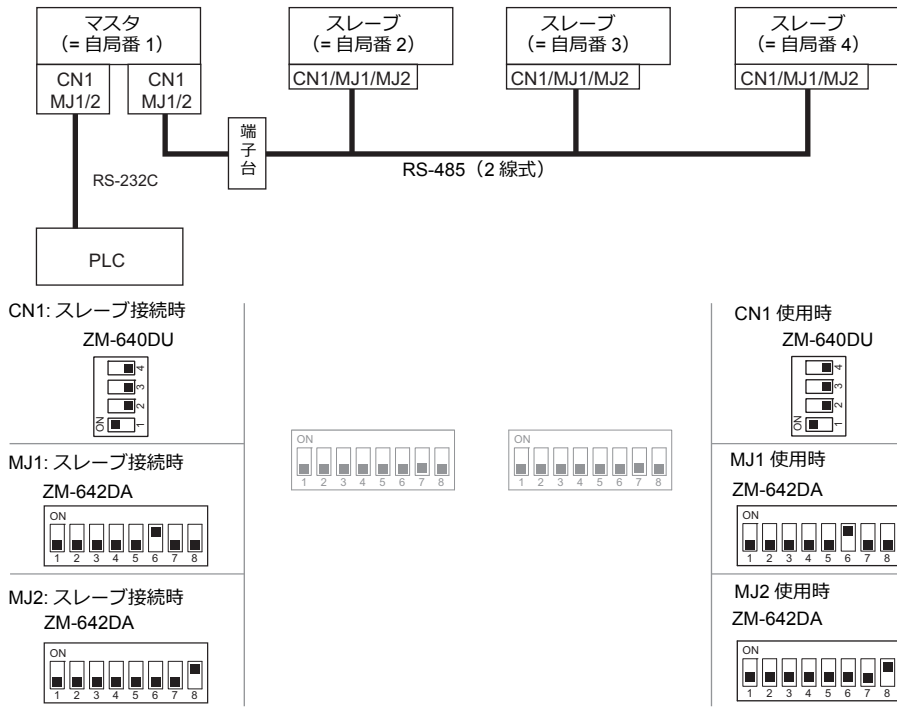 マスタ
(= 自局番 1)
スレーブ
(= 自局番 2)
スレーブ
(= 自局番 3)
スレーブ
(= 自局番 4)
CN1
MJ1/2
CN1
MJ1/2
CN1/MJ1/MJ2
CN1/MJ1/MJ2
CN1/MJ1/MJ2
端子台
RS-232C
RS-485（2 線式）
PLC
CN1: スレーブ接続時
ZM-640DU
4
3
2
ON 1
MJ1: スレーブ接続時
ZM-642DA
ON
1 2 3 4 5 6 7 8
MJ2: スレーブ接続時
ZM-642DA
ON
1 2 3 4 5 6 7 8
ON
1 2 3 4 5 6 7 8
ON
1 2 3 4 5 6 7 8
CN1 使用時
ZM-640DU
4
3
2
ON 1
MJ1 使用時
ZM-642DA
ON
1 2 3 4 5 6 7 8
MJ2 使用時
ZM-642DA
ON
1 2 3 4 5 6 7 8